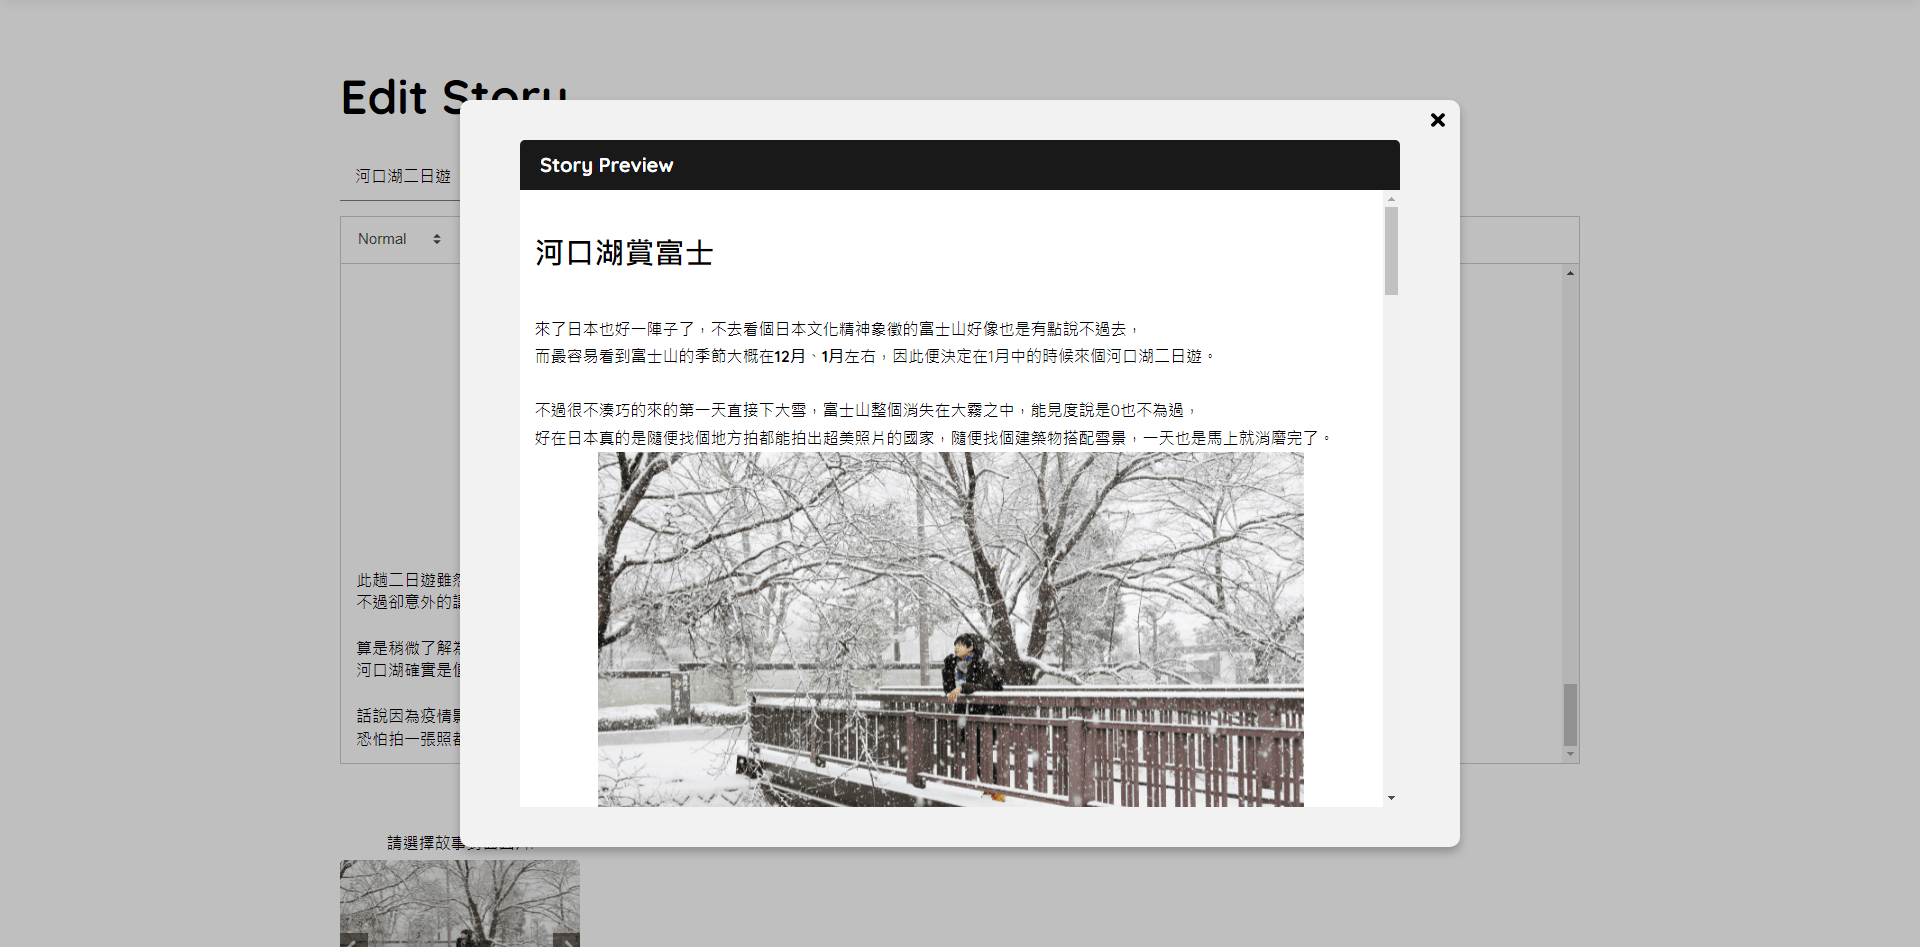 Edit Story
河口湖二日遊
Normal
Story Preview
河口湖賞富士
來了日本也好一陣子了，不去看個日本文化精神象徵的富士山好像也是有點說不過去，
而最容易看到富士山的季節大概在12月、1月左右，因此便決定在1月中的時候來個河口湖二日遊。
不過很不湊巧的來的第一天直接下大雪，富士山整個消失在大霧之中，能見度說是0也不為過，
好在日本真的是隨便找個地方拍都能拍出超美照片的國家，隨便找個建築物搭配雪景，一天也是馬上就消磨完了。
此趟二日遊雖然
不過卻意外的
算是稍微了解
河口湖確實是
話說因為疫情
恐怕拍一張照都
請選擇故事